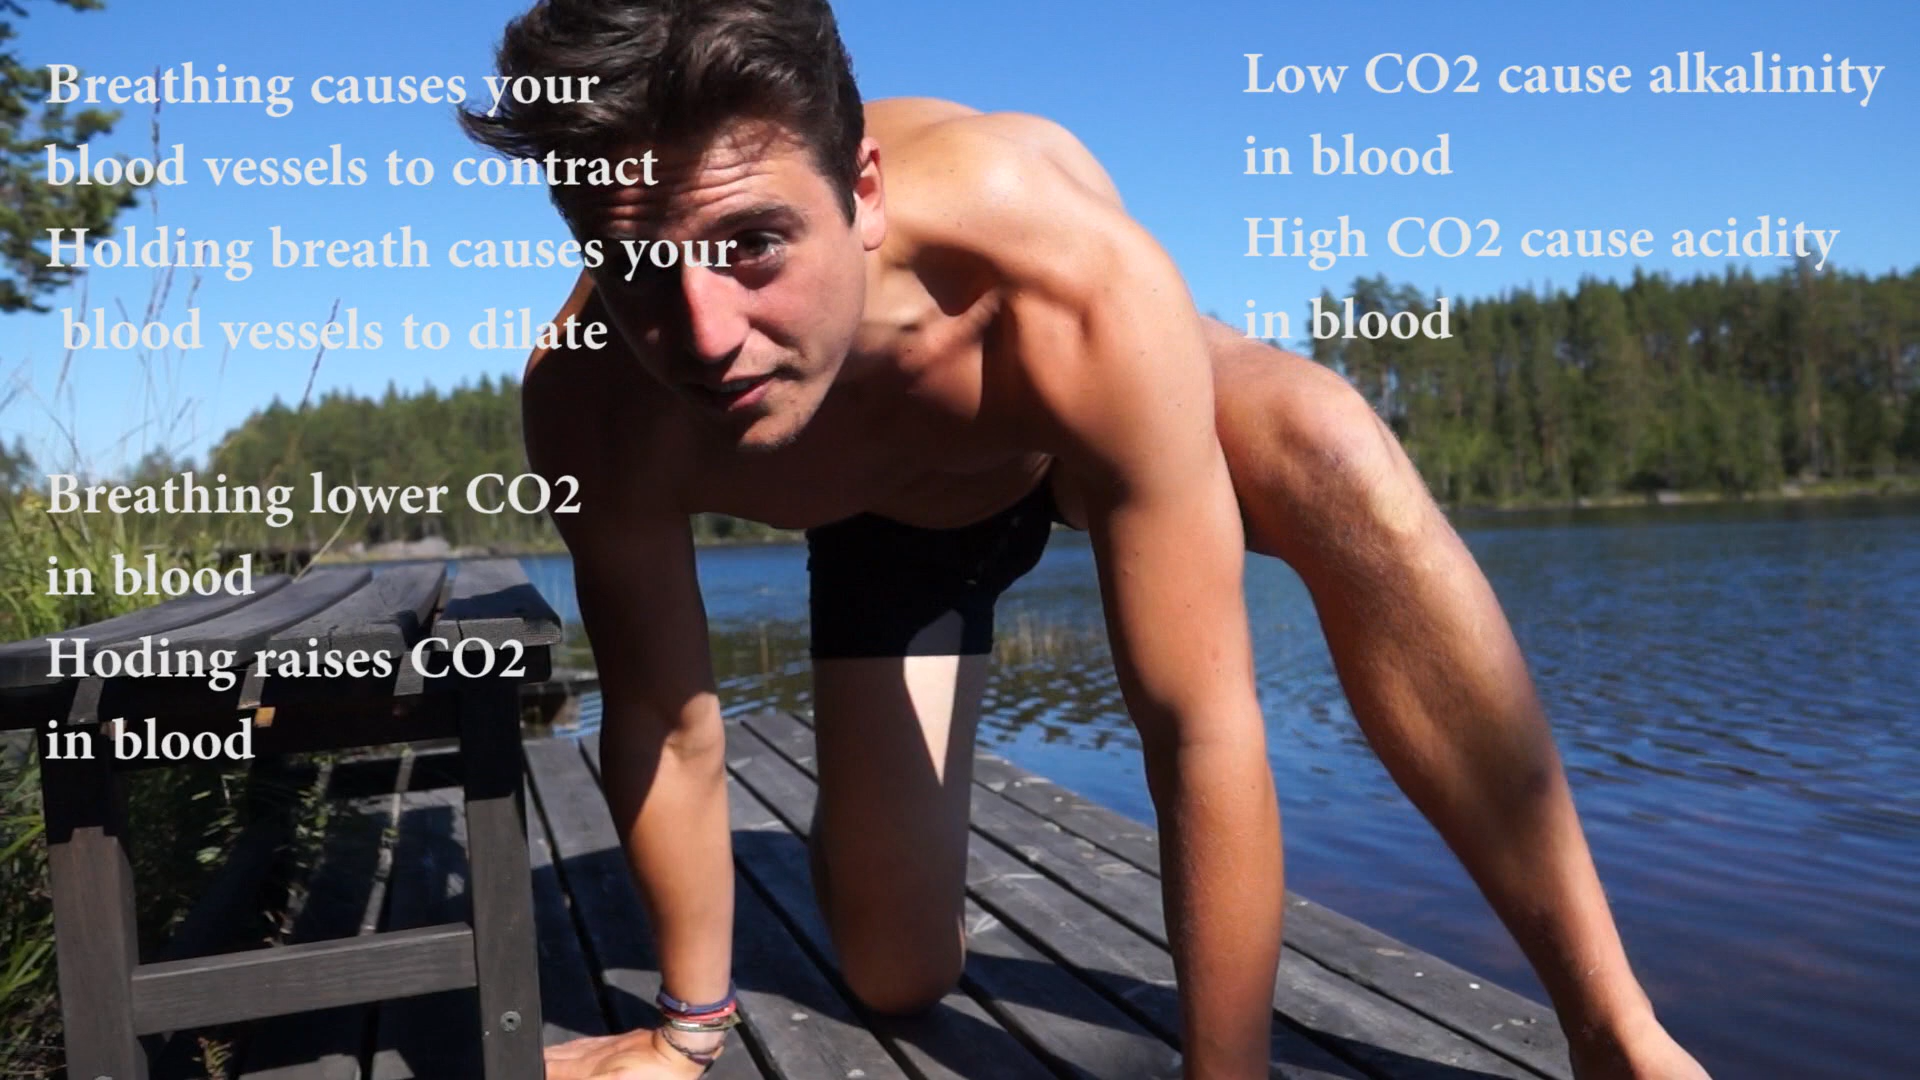 Breathing causes your
blood vessels to contract
Holding breath causes your
blood vessels to dilate
Breathing lower CO2
in blood
Hoding raises CO2
in blood
Low CO2 cause alkalinity
in blood
High CO2 cause acidity
in blood